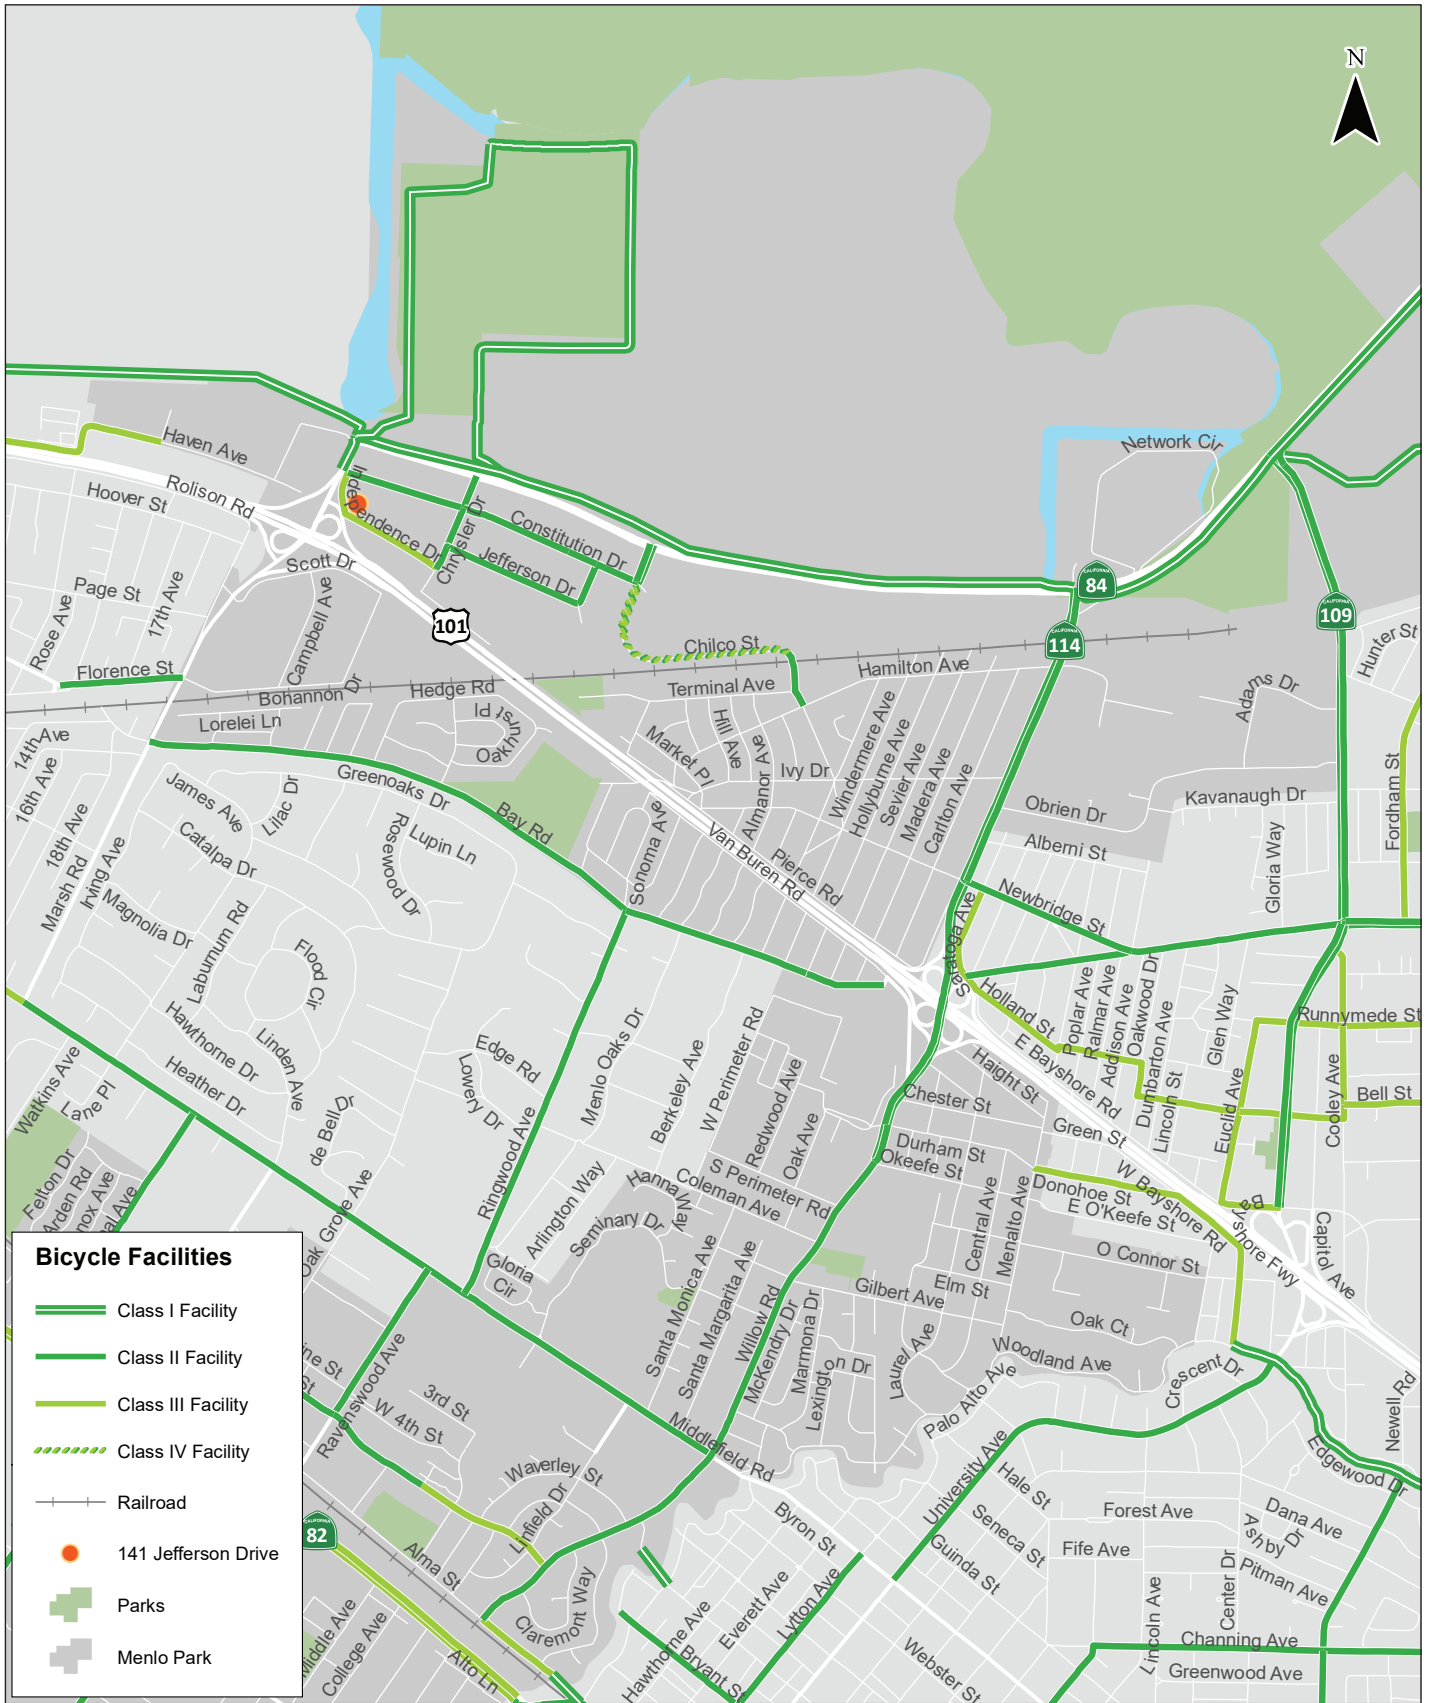 N
Haven Ave
Hoover St
Rolison Rd
Independence Dr
Chrysler Dr
Constitution Dr
Jefferson Dr
Network Cir
CALIFORNIA
84
CALIFORNIA
109
CALIFORNIA
114
101
Scott Dr
Page St
17th Ave
Rose Ave
Campbell Ave
Florence St
Bohannon Dr
Hedge Rd
Lorelei Ln
Oakhurst Pl
Chilco St
Terminal Ave
Hamilton Ave
Hunter St
Adams Dr
14th Ave
16th Ave
18th Ave
Marsh Rd
Irving Ave
James Ave
Lilac Dr
Greenoaks Dr
Bay Rd
Market Pl
Hill Ave
Almanor Ave
Ivy Dr
Windermere Ave
Hollyburne Ave
Sevier Ave
Madera Ave
Carlton Ave
Obrien Dr
Kavanaugh Dr
Alberni St
Gloria Way
Fordham St
Catalpa Dr
Rosewood Dr
Lupin Ln
Sonoma Ave
Van Buren Rd
Pierce Rd
Newbridge St
Saratoga Ave
Magnolia Dr
Laburnum Rd
Flood Cir
Hawthorne Dr
Linden Ave
Heather Dr
Watkins Ave
Lane Pl
de Bell Dr
Edge Rd
Lowery Dr
Menlo Oaks Dr
Berkeley Ave
W Perimeter Rd
Redwood Ave
Oak Ave
Ringwood Ave
Arlington Way
Holland St
E Bayshore Rd
Haight St
Poplar Ave
Ralmar Ave
Addison Ave
Oakwood Dr
Dumbarton Ave
Lincoln St
Glen Way
Euclid Ave
Runnymede St
Cooley Ave
Bell St
Chester St
Green St
Durham St
Okeefe St
S Perimeter Rd
Coleman Ave
Hanna Way
Seminary Dr
Gloria Cir
Santa Monica Ave
Santa Margarita Ave
Willow Rd
McKendry Dr
Marmona Dr
Lexington Dr
Gilbert Ave
Laurel Ave
Elm St
Central Ave
Menalto Ave
Donohoe St
E O'Keefe St
W Bayshore Rd
Bayshore Fwy
O Connor St
Capitol Ave
Oak Ct
Woodland Ave
Palo Alto Ave
Crescent Dr
Newell Rd
Edgewood Dr
Felton Dr
Arden Rd
nox Ave
al Ave
Oak Grove Ave
ine St
St
Ravenswood Ave
3rd St
W 4th St
Middlefield Rd
Waverley St
Linfield Dr
Claremont Way
Alma St
Alto Ln
Middle Ave
College Ave
CALIFORNIA
82
University Ave
Hale St
Seneca St
Guinda St
Byron St
Forest Ave
Fife Ave
Dana Ave
Ashby Dr
Pitman Ave
Center Dr
Lincoln Ave
Channing Ave
Greenwood Ave
Everett Ave
Lytton Ave
Hawthorne Ave
Bryant St
Webster St
Bicycle Facilities
Class I Facility
Class II Facility
Class III Facility
Class IV Facility
Railroad
141 Jefferson Drive
Parks
Menlo Park